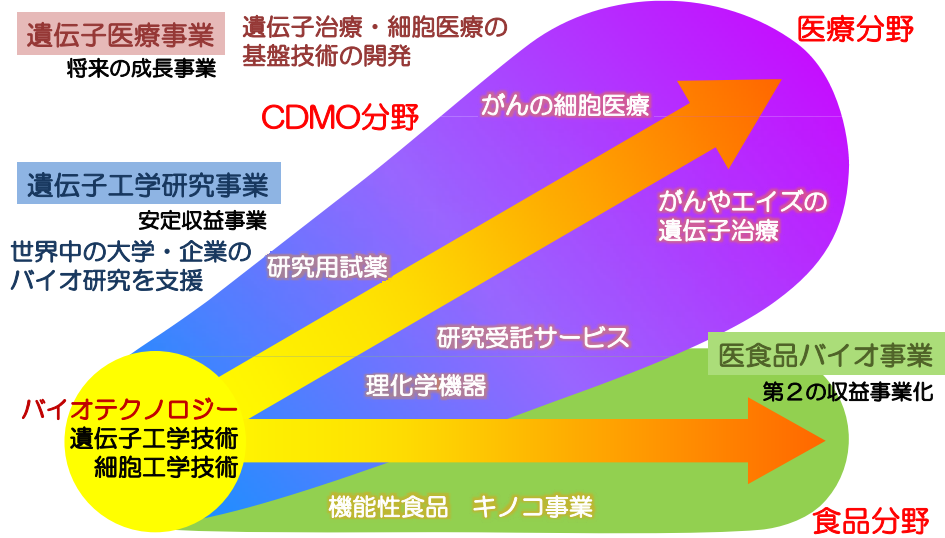 遺伝子医療事業
将来の成長事業
遺伝子治療・細胞医療の
基盤技術の開発
医療分野
CDMO分野
がんの細胞医療
遺伝子工学研究事業
安定収益事業
世界中の大学・企業の
バイオ研究を支援
がんやエイズの
遺伝子治療
研究用試薬
研究受託サービス
理化学機器
医食品バイオ事業
第２の収益事業化
バイオテクノロジー
遺伝子工学技術
細胞工学技術
機能性食品　キノコ事業
食品分野